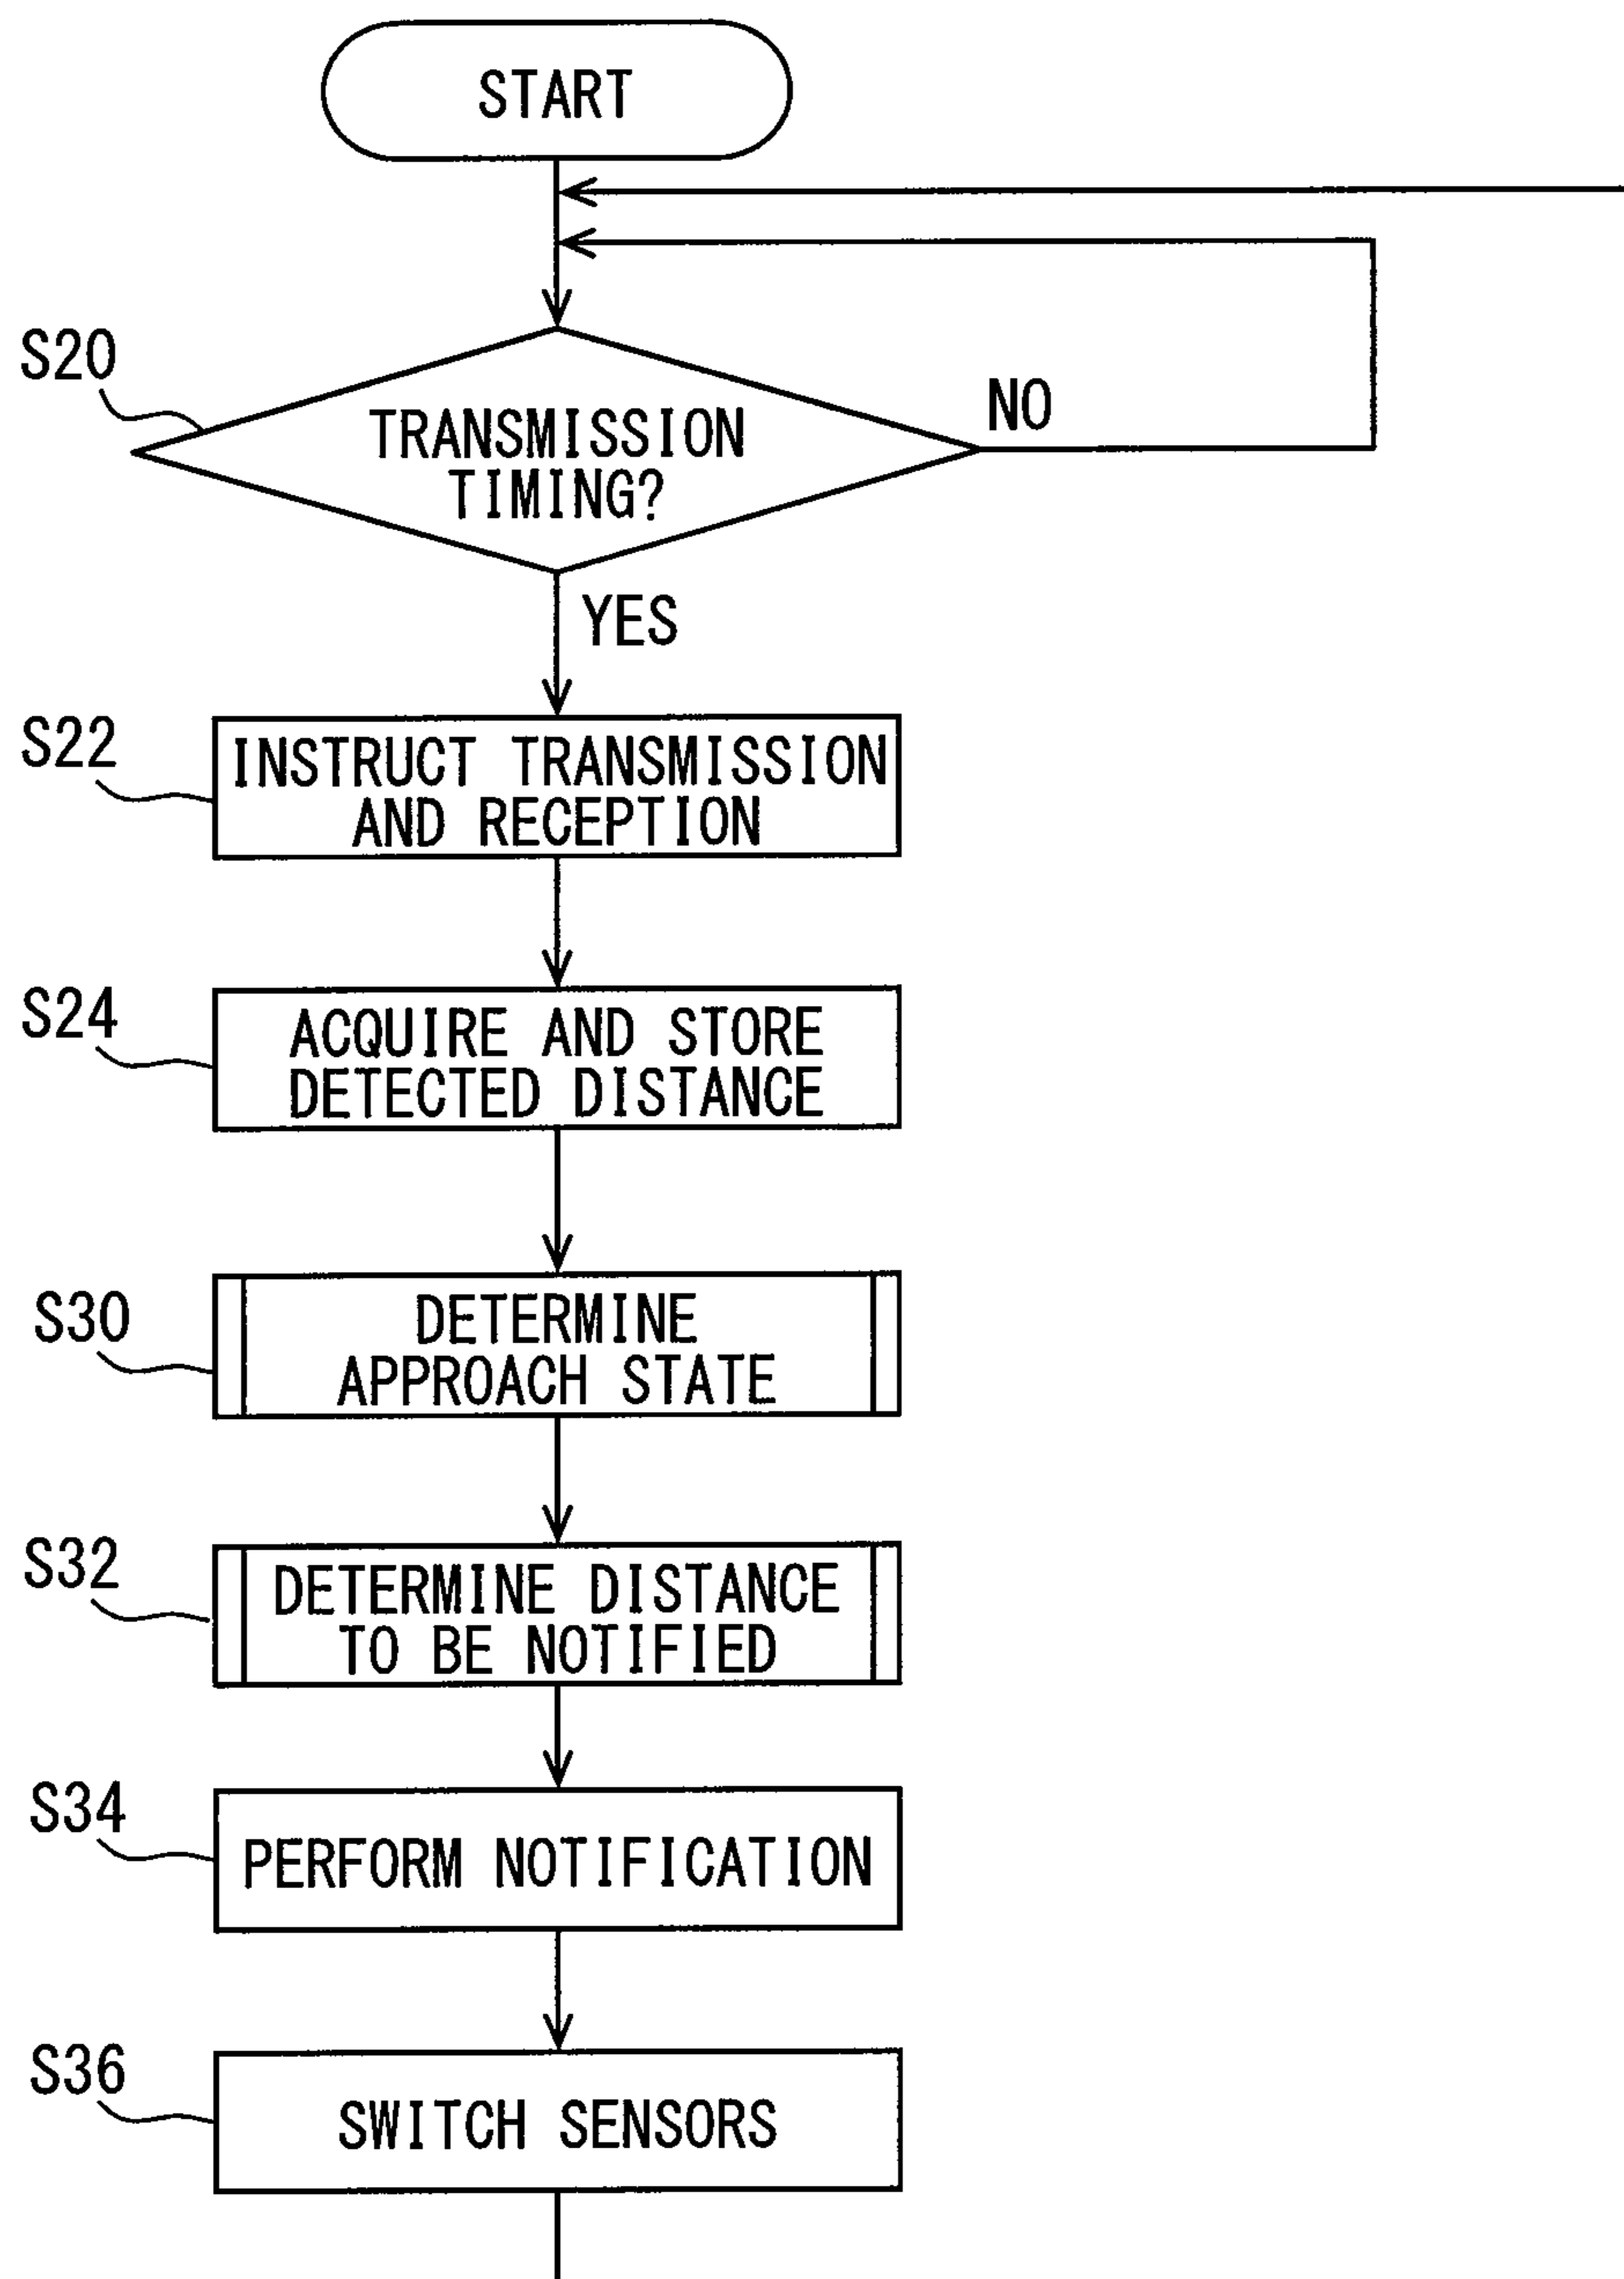 START
S20
TRANSMISSION
TIMING?
NO
YES
S22
INSTRUCT TRANSMISSION
AND RECEPTION
S24
ACQUIRE AND STORE
DETECTED DISTANCE
S30
DETERMINE
APPROACH STATE
S32
DETERMINE DISTANCE
TO BE NOTIFIED
S34
PERFORM NOTIFICATION
S36
SWITCH SENSORS